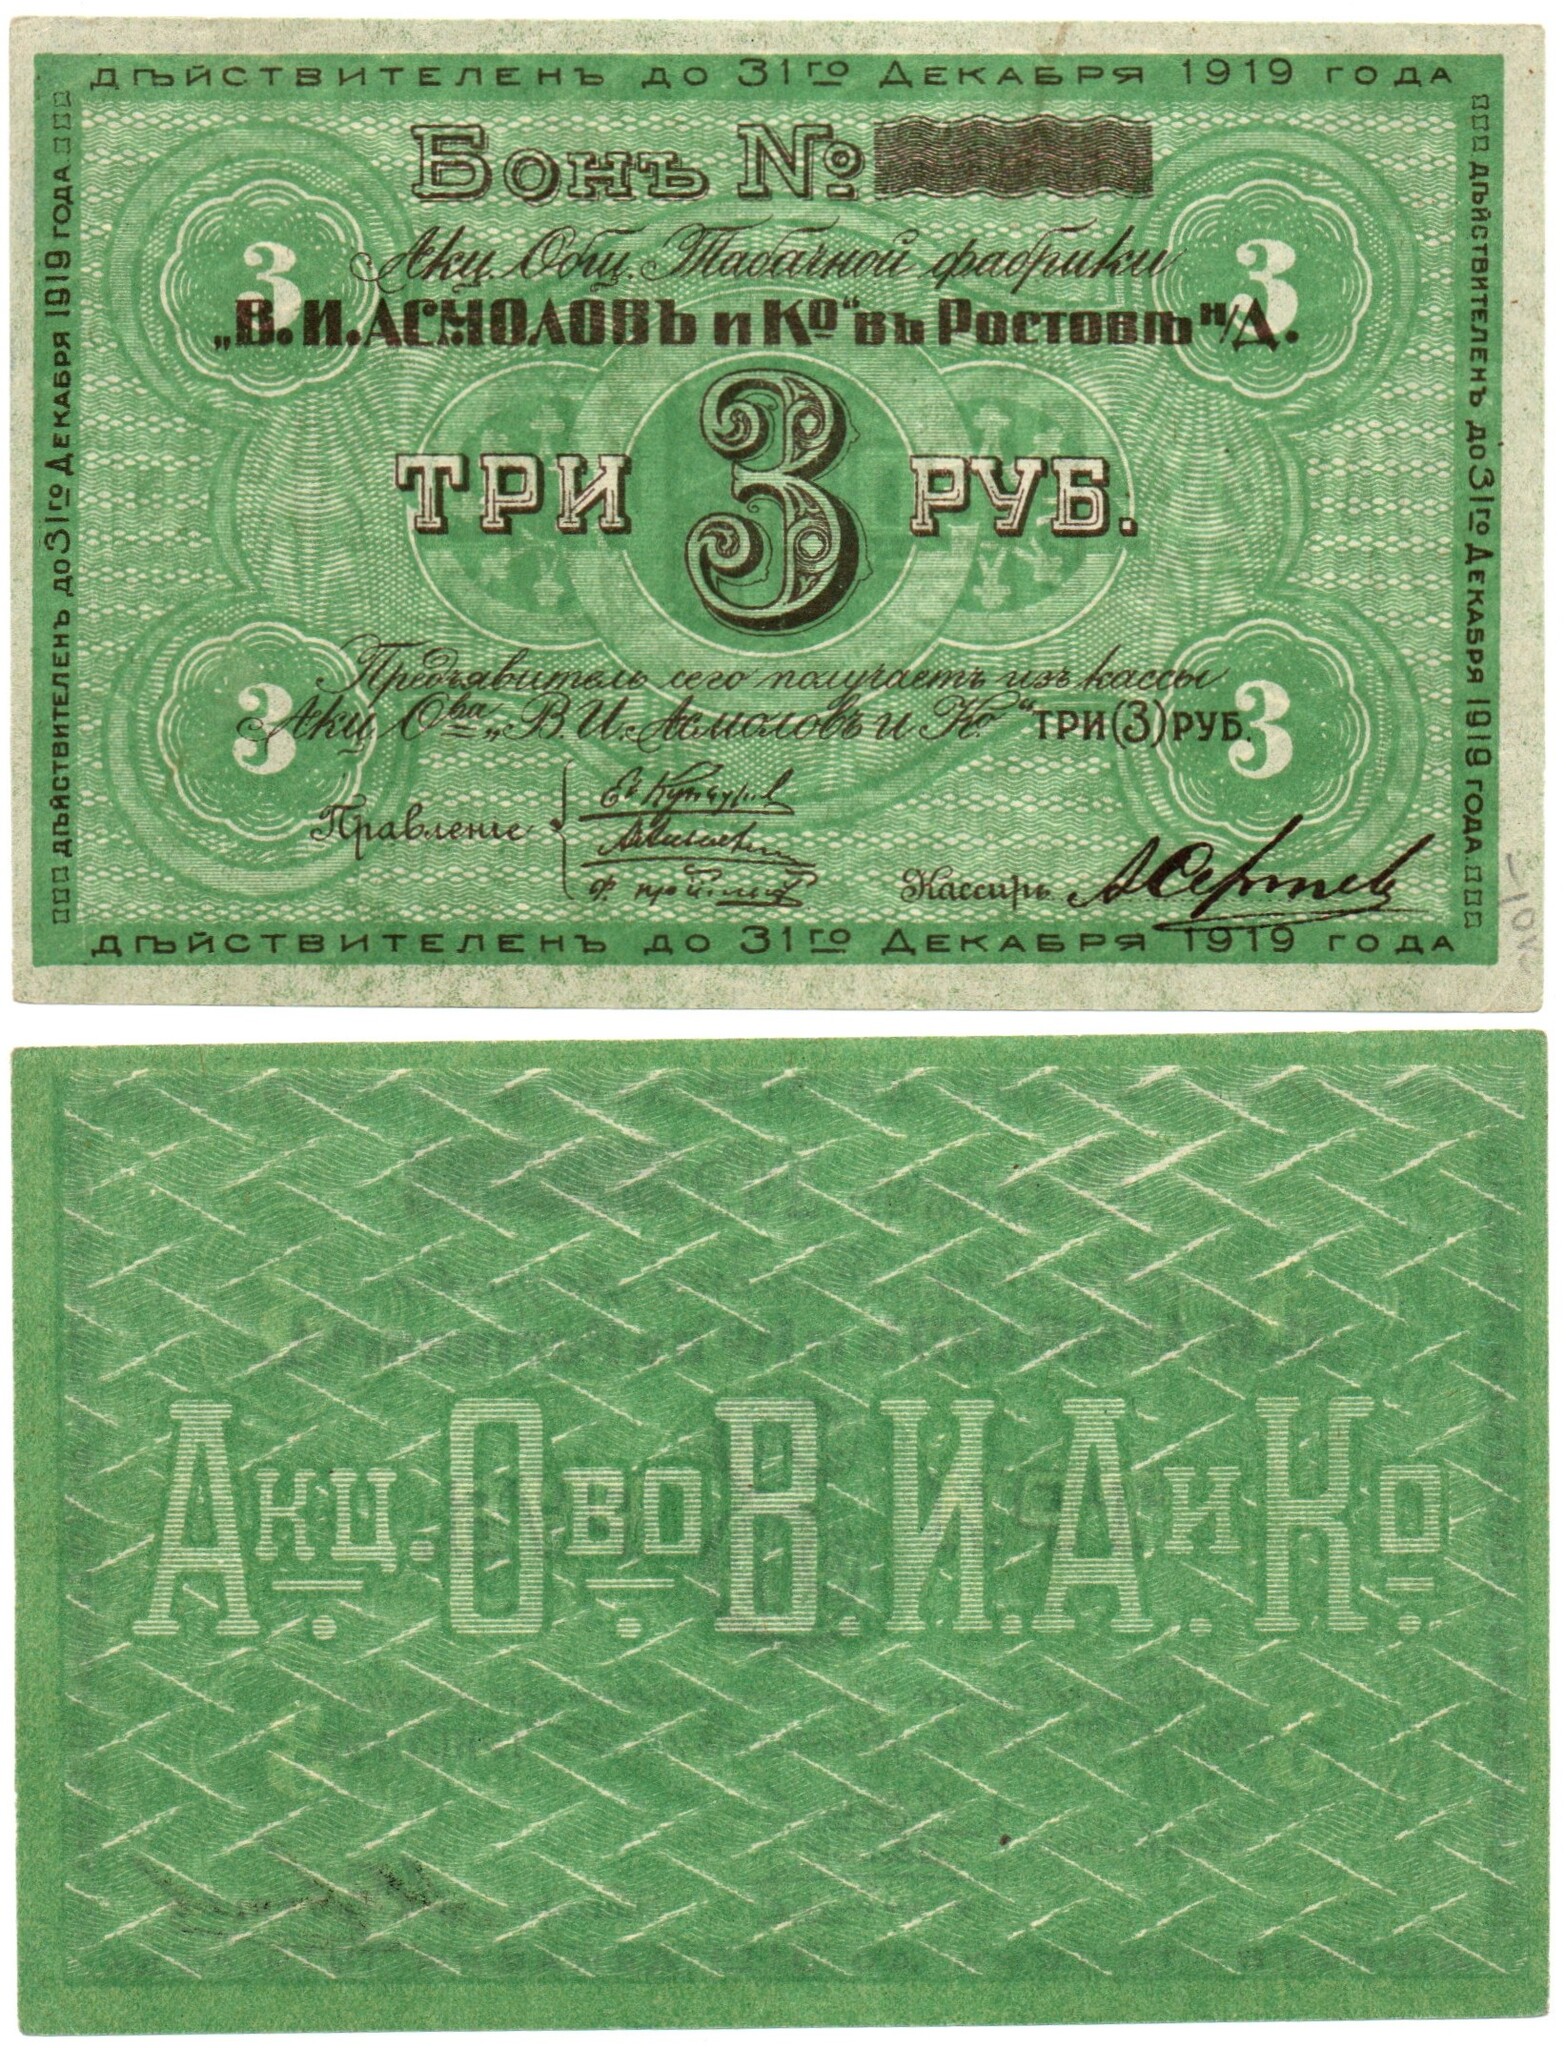 ДѢЙСТВИТЕЛЕНЪ ДО 31ГО ДЕКАБРЯ 1919 ГОДА
ДѢЙСТВИТЕЛЕНЪ ДО 31ГО ДЕКАБРЯ 1919 ГОДА.
ДѢЙСТВИТЕЛЕНЪ ДО 31ГО ДЕКАБРЯ 1919 ГОДА.
Бонъ №
Акц. Общ. Табачной фабрики
„В. И. АСМОЛОВЪ и Ко“ въ Ростовѣ н/Д.
3 3
ТРИ 3 РУБ.
Предъявитель сего получаетъ изъ кассы
Акц. О-ва „В. И. Асмоловъ и Ко.“ ТРИ (3) РУБ.
3 3
Правленіе
Кассиръ
ДѢЙСТВИТЕЛЕНЪ ДО 31ГО ДЕКАБРЯ 1919 ГОДА
Акц. Ово В. И. А. и Ко.